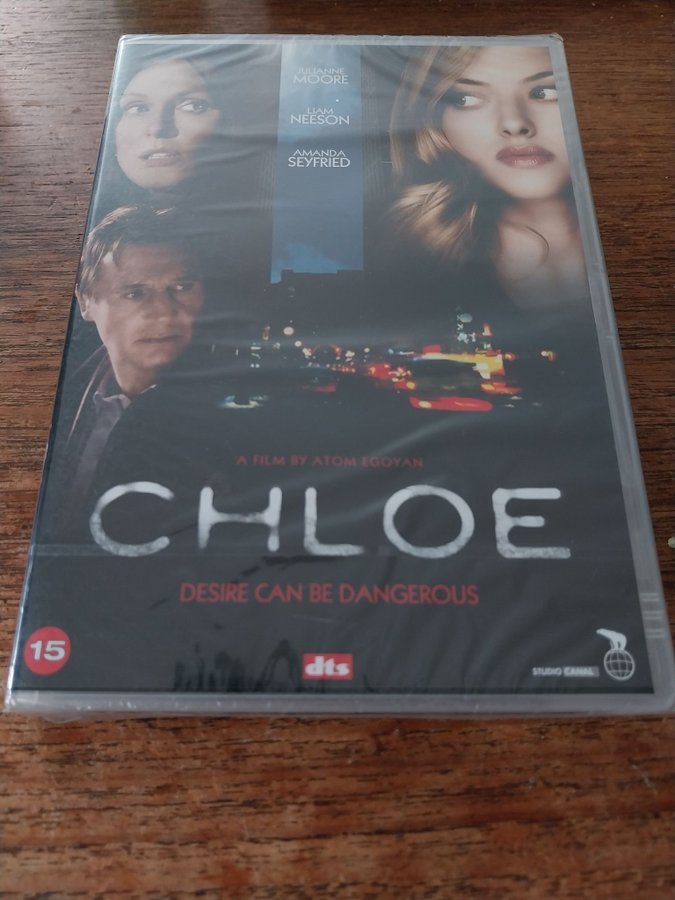 JULIANNE
MOORE
LIAM
NEESON
AMANDA
SEYFRIED
A FILM BY ATOM EGOYAN
CHLOE
DESIRE CAN BE DANGEROUS
15
dts
STUDIO CANAL